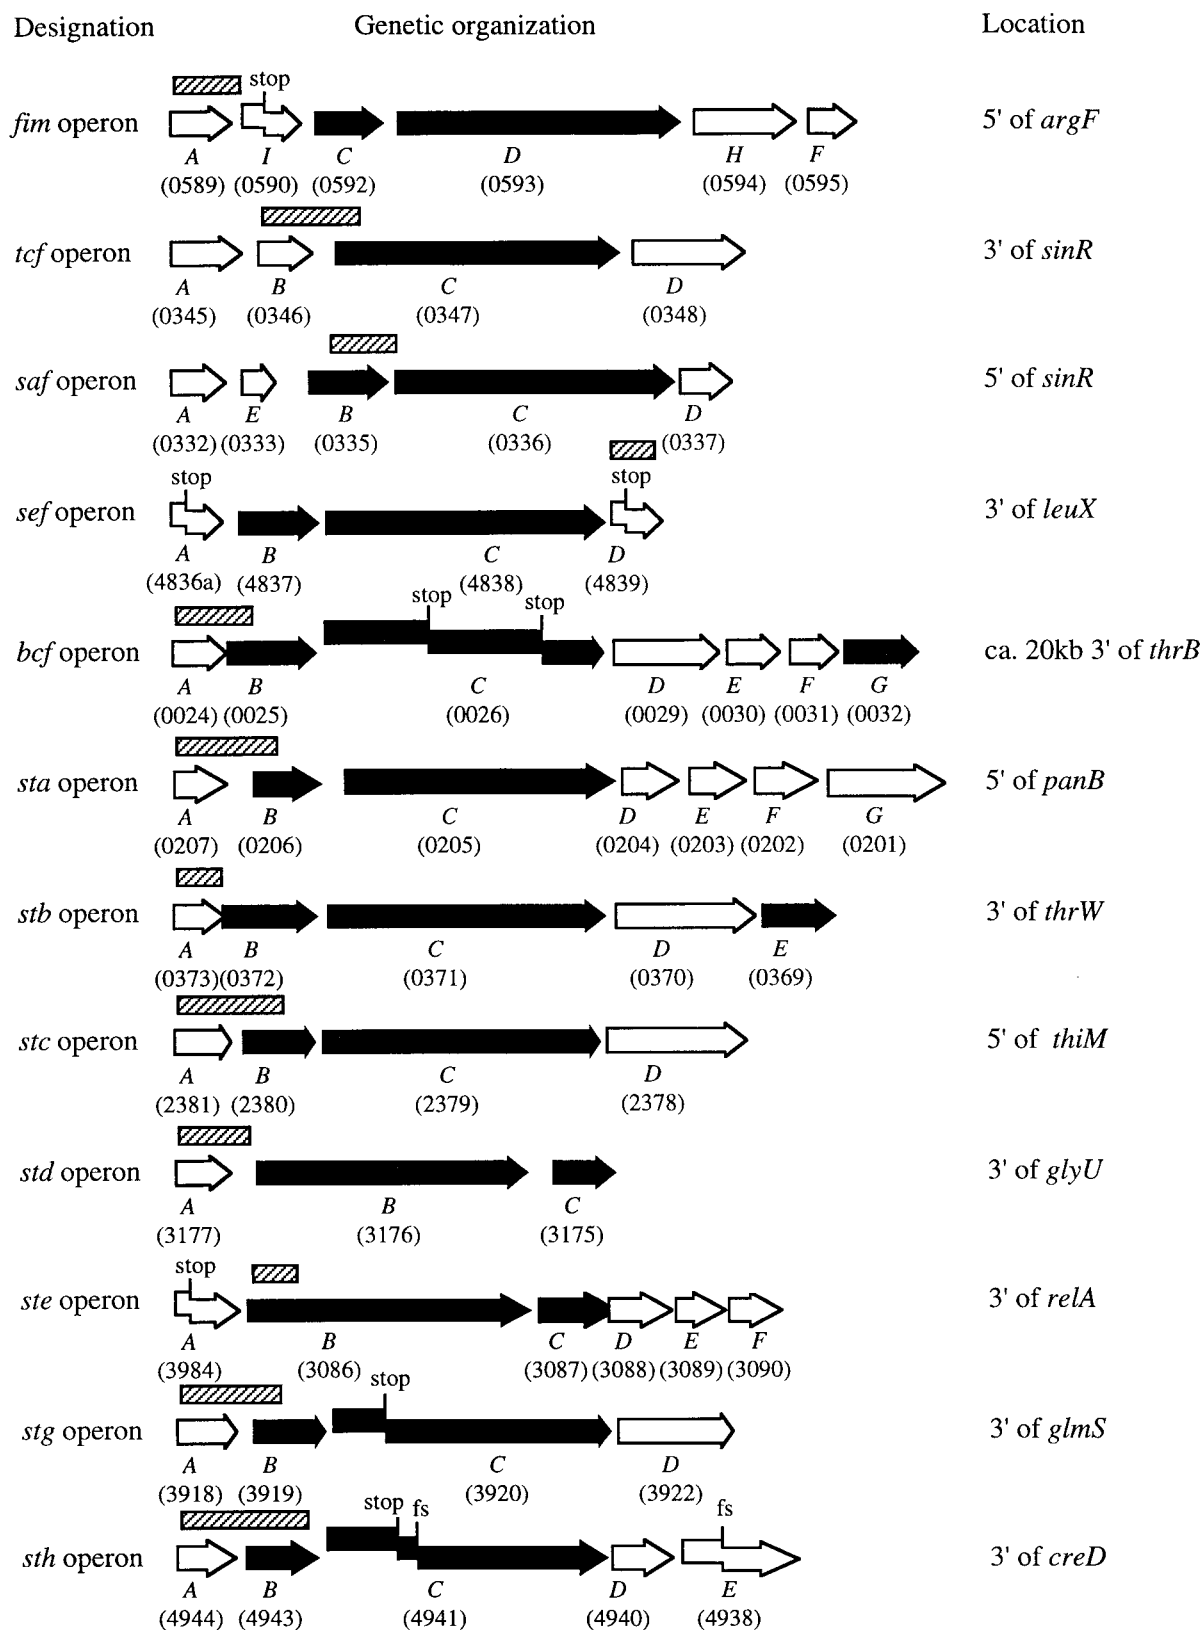 Designation Genetic organization Location
stop
fim operon 5' of argF
A I C D H F
(0589) (0590) (0592) (0593) (0594) (0595)
tcf operon 3' of sinR
A B C D
(0345) (0346) (0347) (0348)
saf operon 5' of sinR
A E B C D
(0332) (0333) (0335) (0336) (0337)
stop stop
sef operon 3' of leuX
A B C D
(4836a) (4837) (4838) (4839)
stop stop
bcf operon ca. 20kb 3' of thrB
A B C D E F G
(0024) (0025) (0026) (0029) (0030) (0031) (0032)
sta operon 5' of panB
A B C D E F G
(0207) (0206) (0205) (0204) (0203) (0202) (0201)
stb operon 3' of thrW
A B C D E
(0373) (0372) (0371) (0370) (0369)
stc operon 5' of thiM
A B C D
(2381) (2380) (2379) (2378)
std operon 3' of glyU
A B C
(3177) (3176) (3175)
stop
ste operon 3' of relA
A B C D E F
(3984) (3086) (3087) (3088) (3089) (3090)
stop
stg operon 3' of glmS
A B C D
(3918) (3919) (3920) (3922)
stop fs fs
sth operon 3' of creD
A B C D E
(4944) (4943) (4941) (4940) (4938)